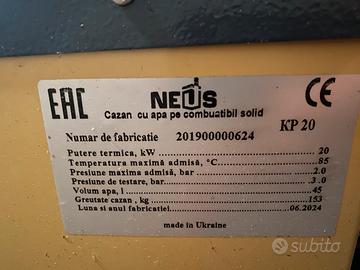 EAC NEUS CE
Cazan cu apa pe combuatibil solid
Numar de fabricatie 201900000624 KP 20
Putere termica, kW 20
Temperatura maximă admisă, °C 85
Presiune maximă admisă, bar 2.0
Presiune de testare, bar 3.0
Volum apa, l 45
Greutate cazan, kg 153
Luna si anul fabricatiei 06.2024
made in Ukraine
subito